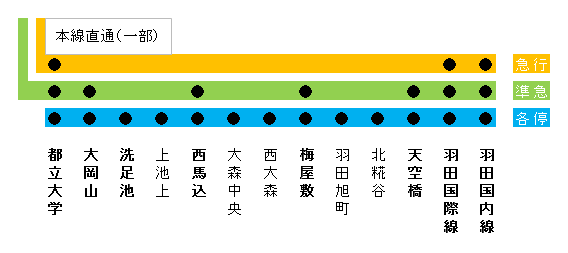 本線直通(一部)
急行
準急
各停
都立大学
大岡山
洗足池
上池上
西馬込
大森中央
西大森
梅屋敷
羽田旭町
北糀谷
天空橋
羽田国際線
羽田国内線